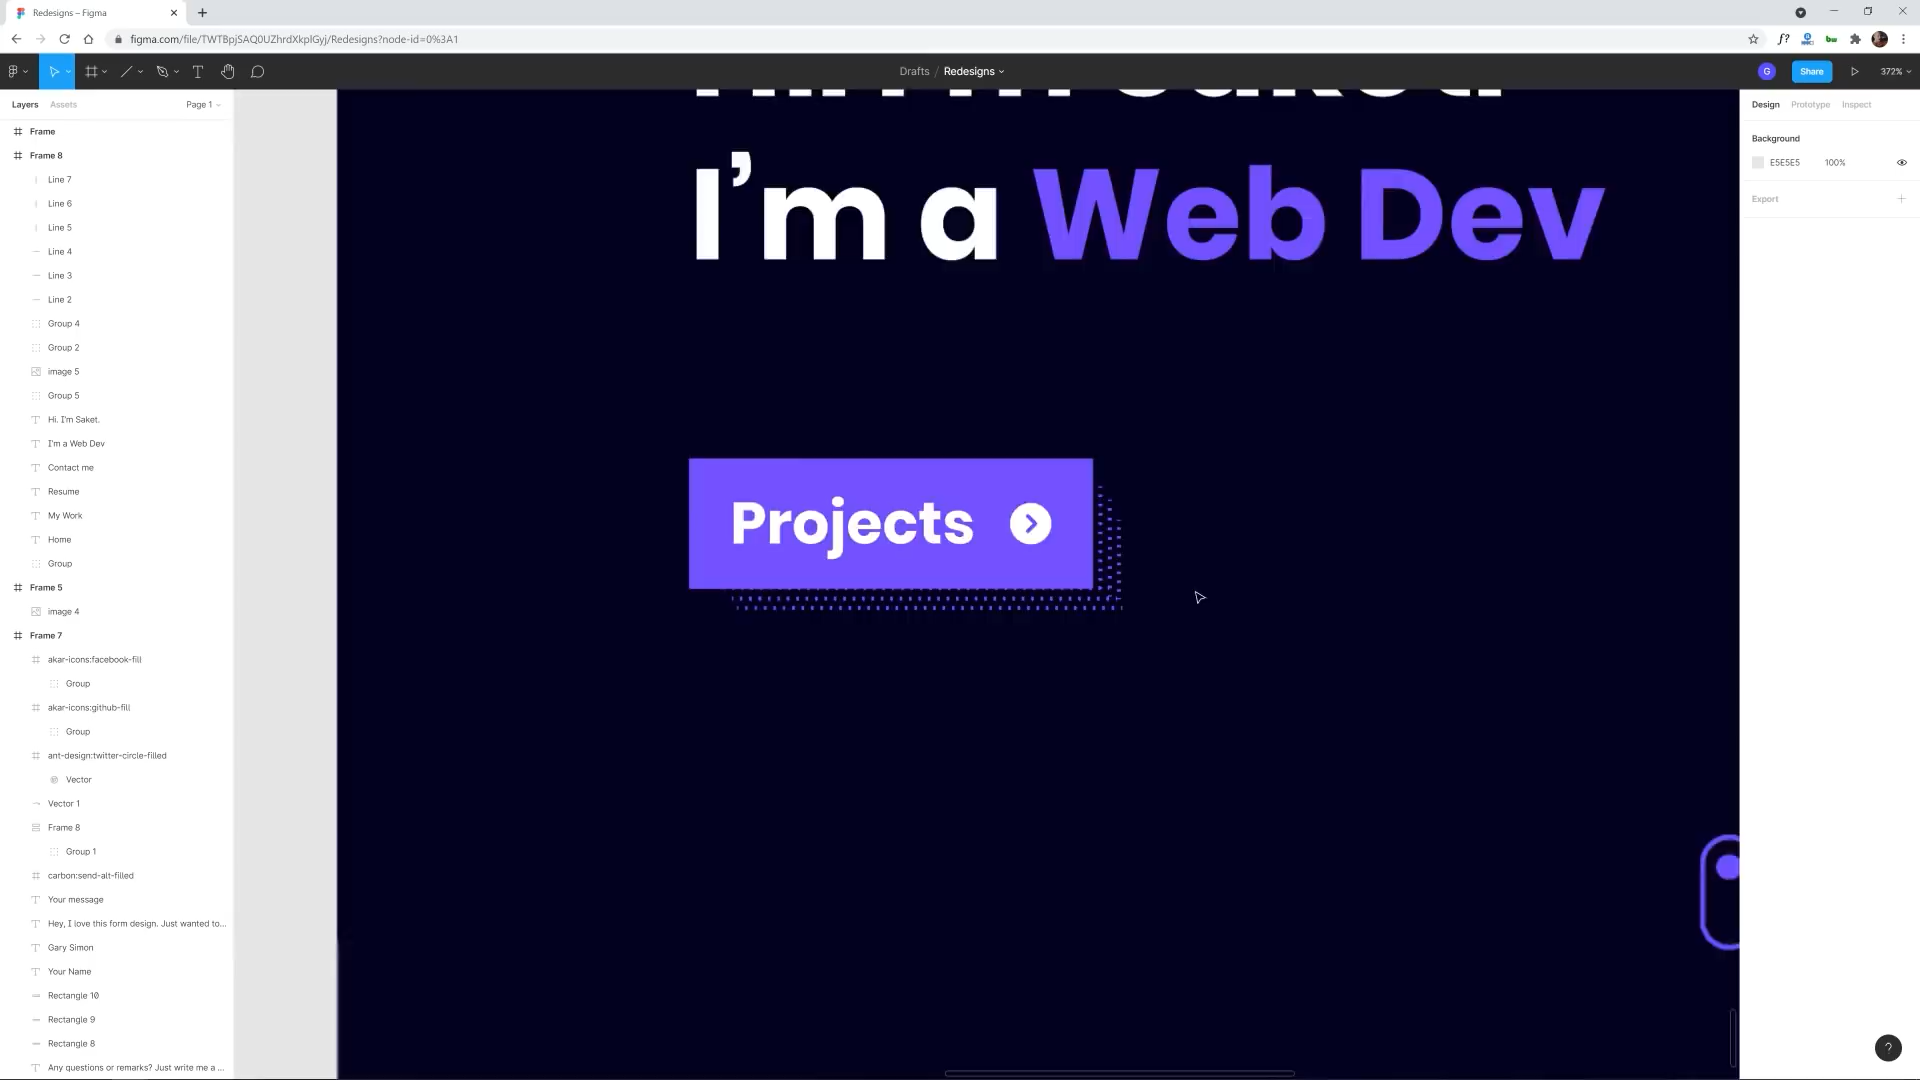 Redesigns – Figma
figma.com/file/TWTBpjSAQ0UZhrdXkplGyj/Redesigns?node-id=0%3A1
Drafts / Redesigns
G
Share
372%
Layers
Assets
Page 1
Design
Prototype
Inspect
Frame
Background
E5E5E5
100%
Export
Frame 8
Line 7
Line 6
Line 5
Line 4
Line 3
Line 2
Group 4
Group 2
image 5
Group 5
Hi. I'm Saket.
I'm a Web Dev
Contact me
Resume
My Work
Home
Group
Frame 5
image 4
Frame 7
akar-icons:facebook-fill
Group
akar-icons:github-fill
Group
ant-design:twitter-circle-filled
Vector
Vector 1
Frame 8
Group 1
carbon:send-alt-filled
Your message
Hey, I love this form design. Just wanted to...
Gary Simon
Your Name
Rectangle 10
Rectangle 9
Rectangle 8
Any questions or remarks? Just write me a ...
I’m a Web Dev
Projects
?